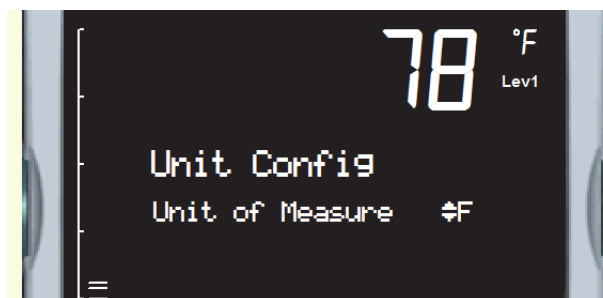 78 °F
Lev1
Unit Config
Unit of Measure ♦F